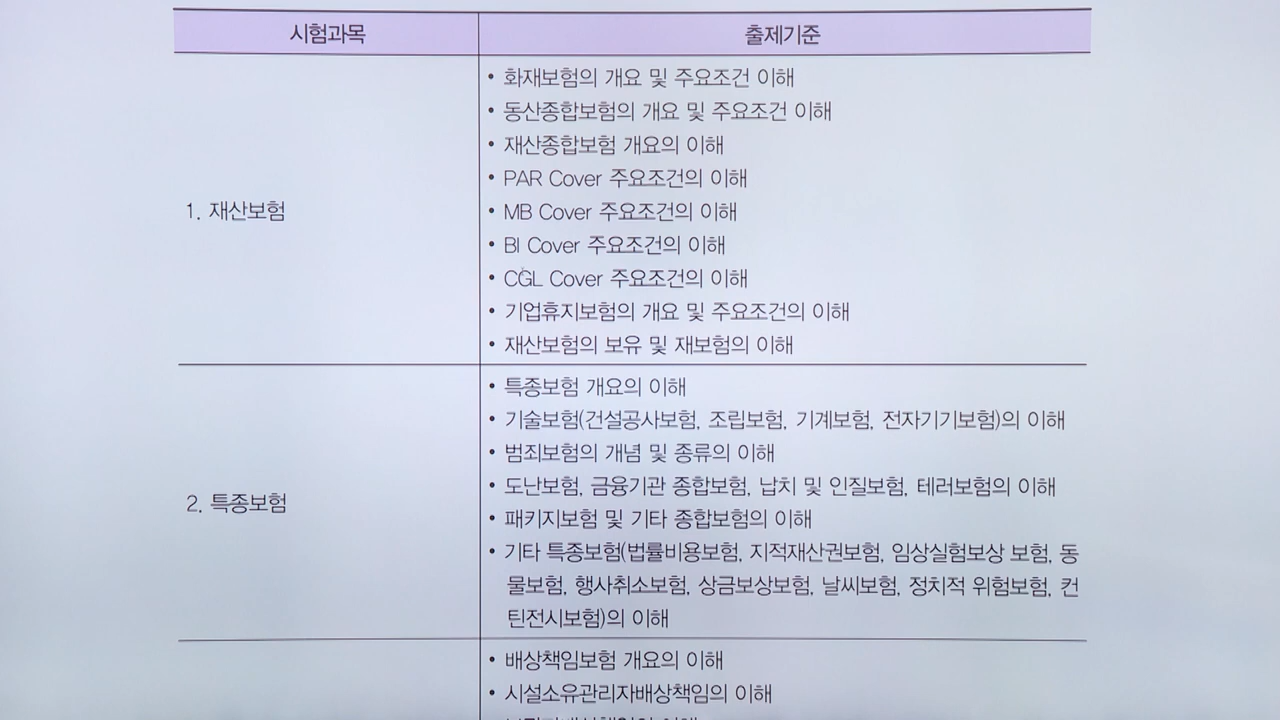 시험과목
출제기준
1. 재산보험
• 화재보험의 개요 및 주요조건 이해
• 동산종합보험의 개요 및 주요조건 이해
• 재산종합보험 개요의 이해
• PAR Cover 주요조건의 이해
• MB Cover 주요조건의 이해
• BI Cover 주요조건의 이해
• CGL Cover 주요조건의 이해
• 기업휴지보험의 개요 및 주요조건의 이해
• 재산보험의 보유 및 재보험의 이해
2. 특종보험
• 특종보험 개요의 이해
• 기술보험(건설공사보험, 조립보험, 기계보험, 전자기기보험)의 이해
• 범죄보험의 개념 및 종류의 이해
• 도난보험, 금융기관 종합보험, 납치 및 인질보험, 테러보험의 이해
• 패키지보험 및 기타 종합보험의 이해
• 기타 특종보험(법률비용보험, 지적재산권보험, 임상실험보상 보험, 동
물보험, 행사취소보험, 상금보상보험, 날씨보험, 정치적 위험보험, 컨
틴전시보험)의 이해
• 배상책임보험 개요의 이해
• 시설소유관리자배상책임의 이해